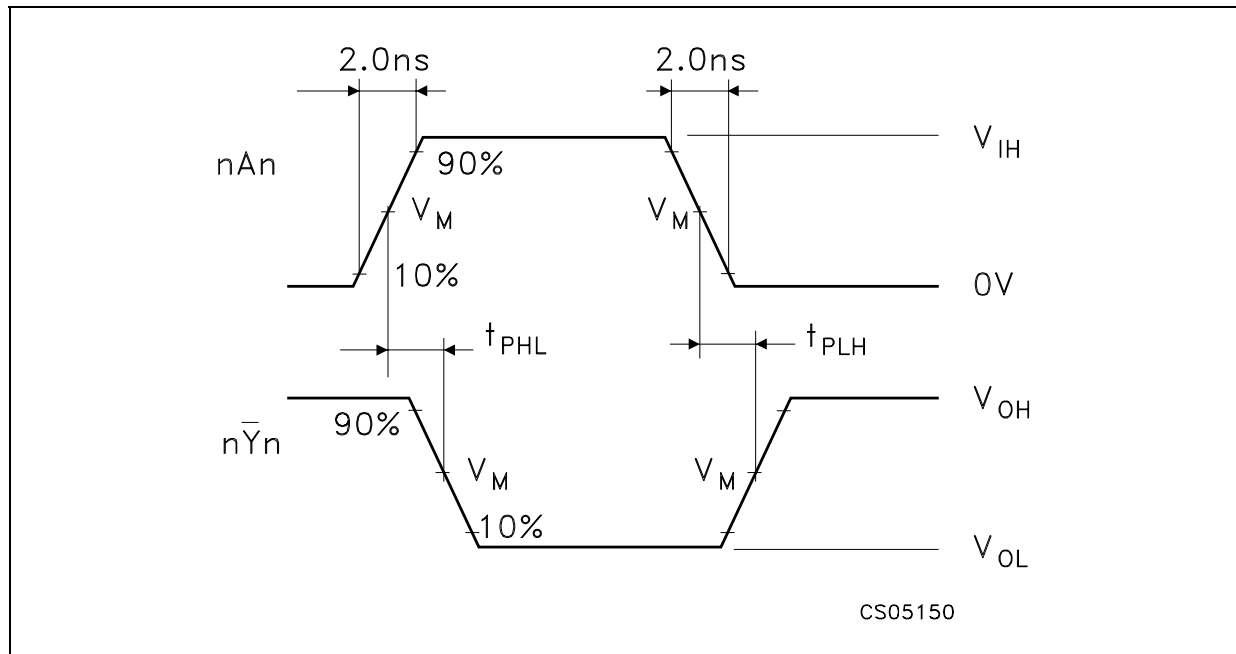 2.0ns 2.0ns
V_IH
nAn 90%
V_M V_M
10% 0V
t_PHL t_PLH
V_OH
90%
nY̅n
V_M V_M
10%
V_OL
CS05150